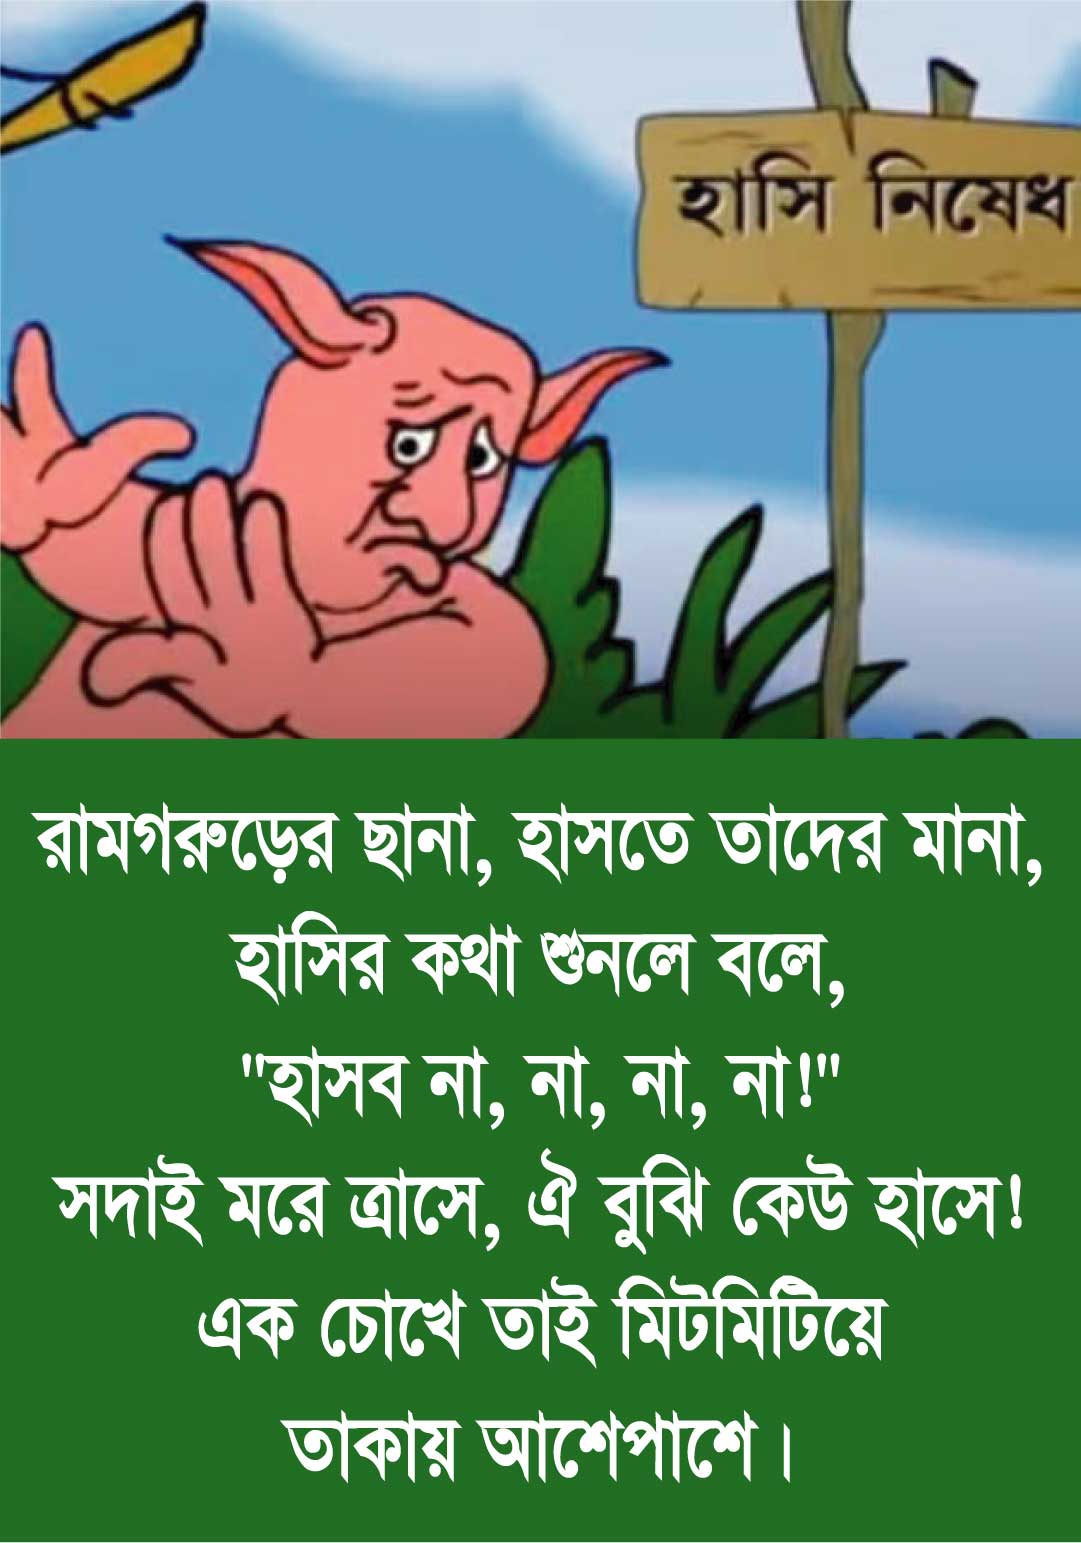 হাসি নিষেধ
রামগরুড়ের ছানা, হাসতে তাদের মানা,
হাসির কথা শুনলে বলে,
"হাসব না, না, না, না!"
সদাই মরে ত্রাসে, ঐ বুঝি কেউ হাসে!
এক চোখে তাই মিটমিটিয়ে
তাকায় আশেপাশে।